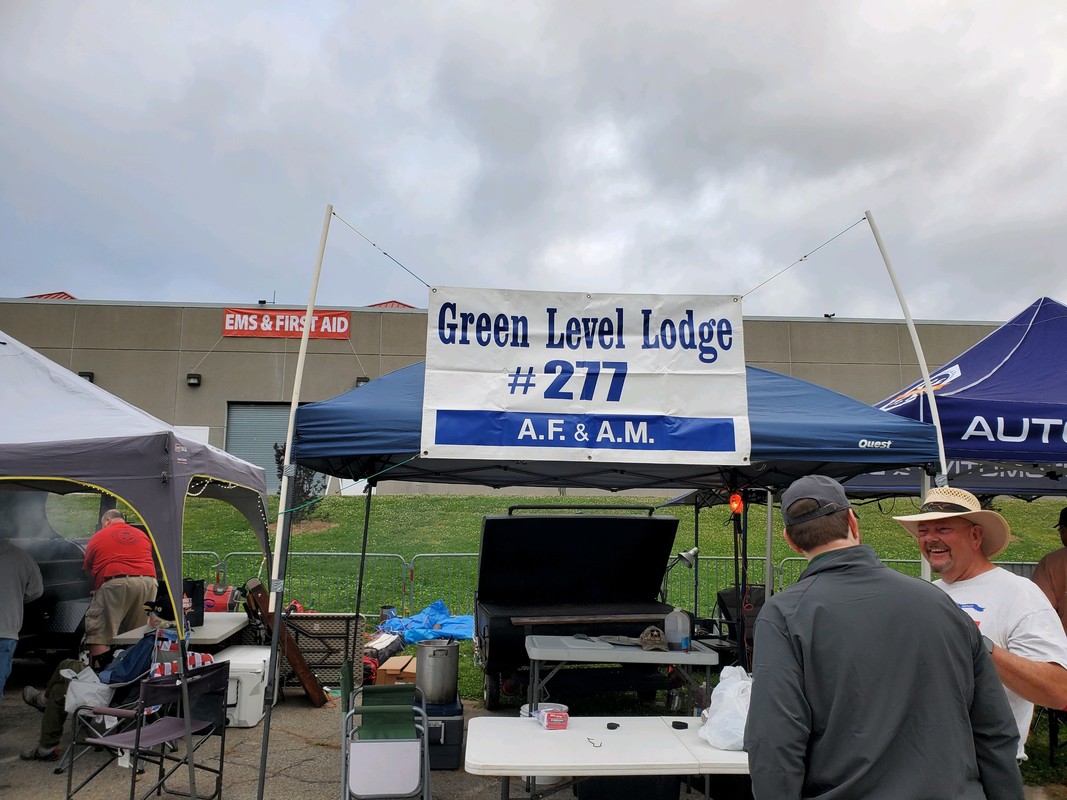 EMS & FIRST AID
Green Level Lodge
# 277
A.F. & A.M.
Quest
AUTO